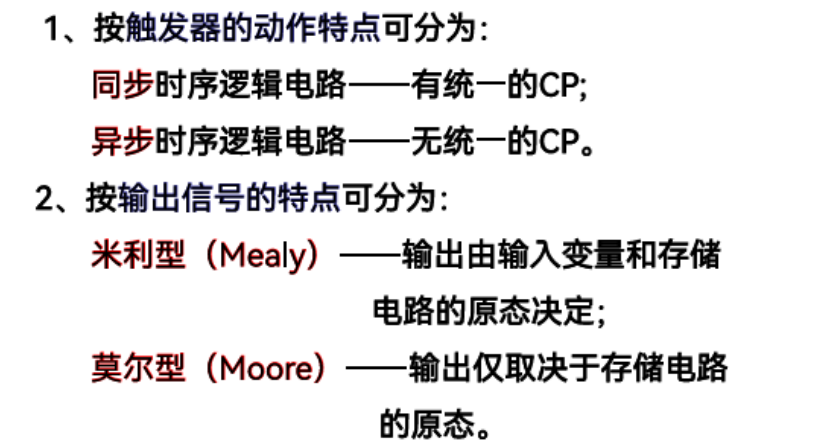 1、按触发器的动作特点可分为：
同步时序逻辑电路——有统一的CP;
异步时序逻辑电路——无统一的CP。
2、按输出信号的特点可分为：
米利型（Mealy）——输出由输入变量和存储
电路的原态决定；
莫尔型（Moore）——输出仅取决于存储电路
的原态。